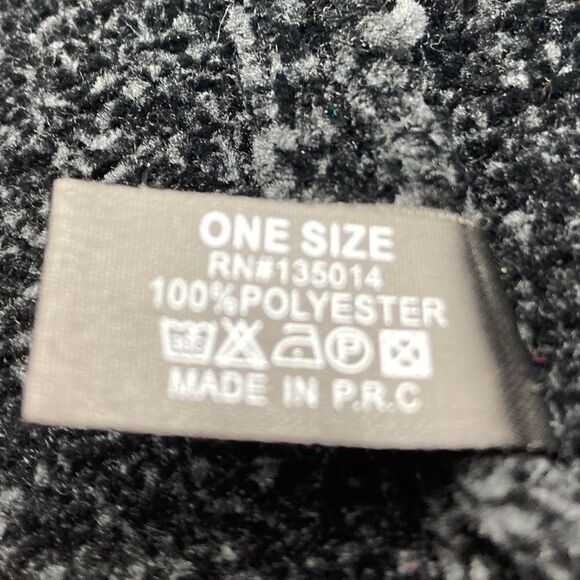 ONE SIZE
RN#135014
100%POLYESTER
P
MADE IN P.R.C